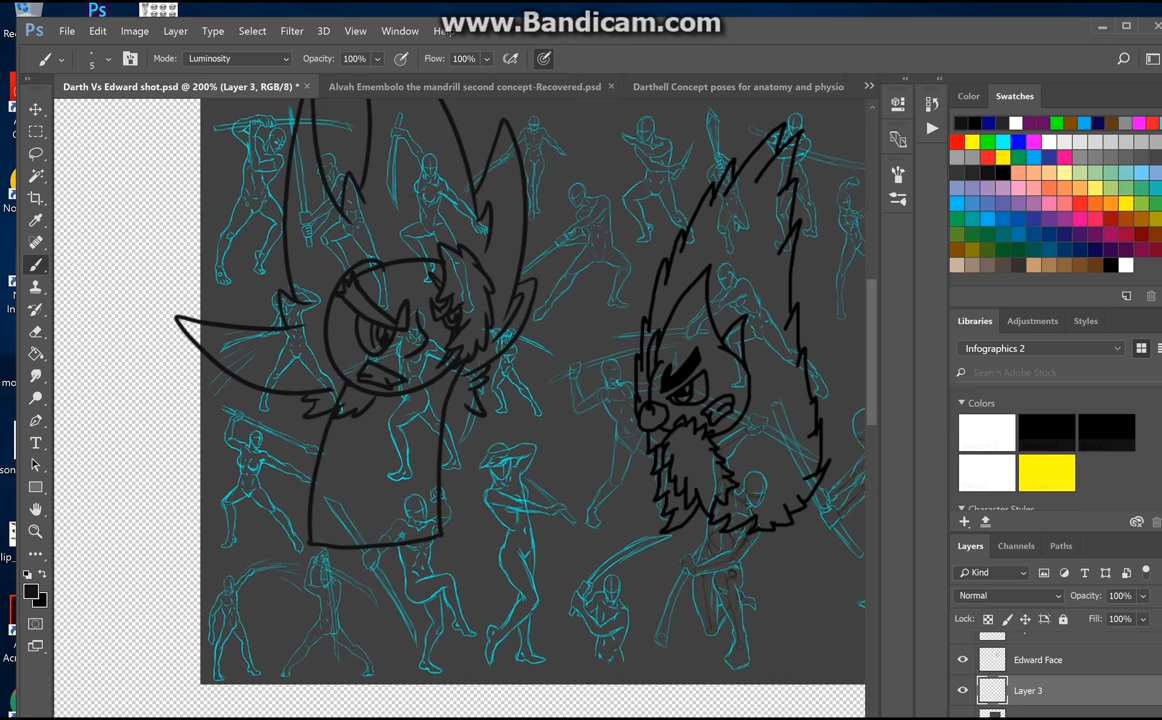 www.Bandicam.com
Ps
File Edit Image Layer Type Select Filter 3D View Window
5 Mode: Luminosity Opacity: 100% Flow: 100%
Darth Vs Edward shot.psd @ 200% (Layer 3, RGB/8) * × Alvah Emembolo the mandrill second concept-Recovered.psd × Darthell Concept poses for anatomy and physio
Color Swatches
Libraries Adjustments Styles
Infographics 2
Search Adobe Stock
Colors
Character Styles
Layers Channels Paths
Kind
Normal Opacity: 100%
Lock: Fill: 100%
Edward Face
Layer 3